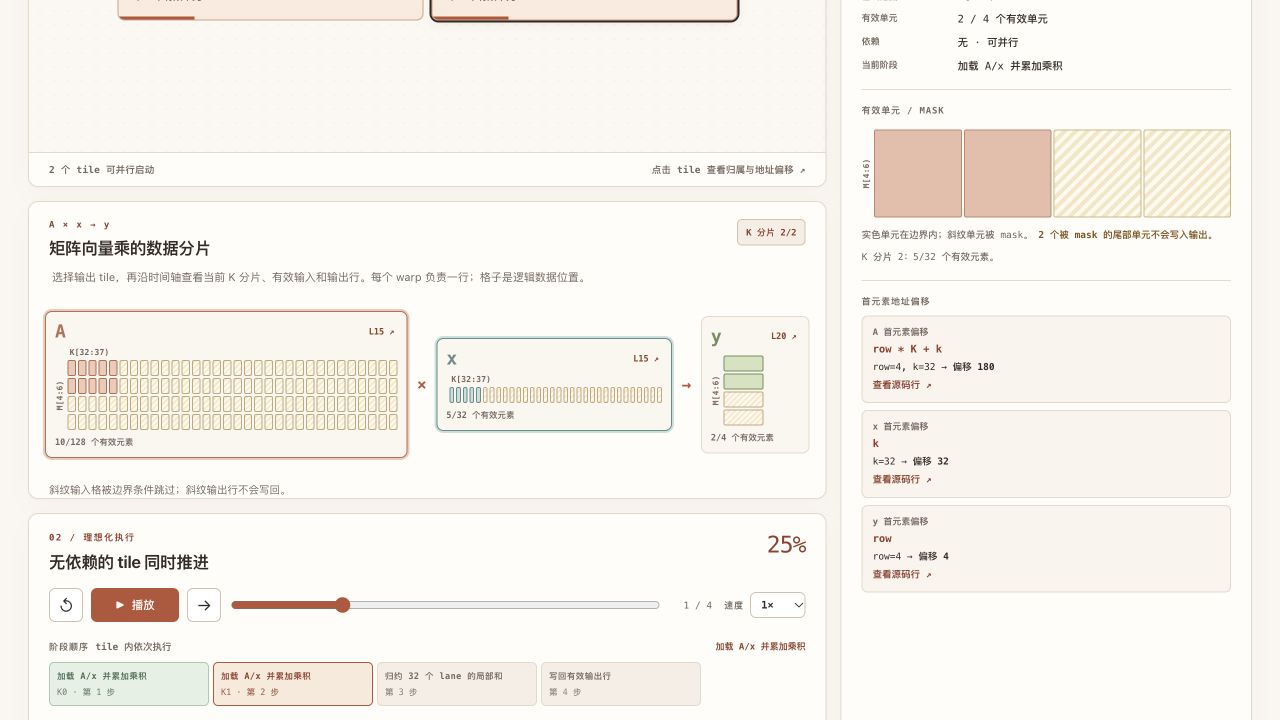 2 个 tile 可并行启动
点击 tile 查看归属与地址偏移 ↗
A × x → y
矩阵向量乘的数据分片
K 分片 2/2
选择输出 tile，再沿时间轴查看当前 K 分片、有效输入和输出行。每个 warp 负责一行；格子是逻辑数据位置。
A
L15 ↗
K[32:37)
M[4:6)
10/128 个有效元素
×
x
L15 ↗
K[32:37)
5/32 个有效元素
→
y
L20 ↗
M[4:6)
2/4 个有效元素
斜纹输入格被边界条件跳过；斜纹输出行不会写回。
02 / 理想化执行
无依赖的 tile 同时推进
25%
播放
1 / 4
速度
1×
阶段顺序 tile 内依次执行
加载 A/x 并累加乘积
加载 A/x 并累加乘积
K0 · 第 1 步
加载 A/x 并累加乘积
K1 · 第 2 步
归约 32 个 lane 的局部和
第 3 步
写回有效输出行
第 4 步
有效单元
2 / 4 个有效单元
依赖
无 · 可并行
当前阶段
加载 A/x 并累加乘积
有效单元 / MASK
M[4:6)
实色单元在边界内；斜纹单元被 mask。 2 个被 mask 的尾部单元不会写入输出。
K 分片 2：5/32 个有效元素。
首元素地址偏移
A 首元素偏移
row * K + k
row=4, k=32 → 偏移 180
查看源码行 ↗
x 首元素偏移
k
k=32 → 偏移 32
查看源码行 ↗
y 首元素偏移
row
row=4 → 偏移 4
查看源码行 ↗